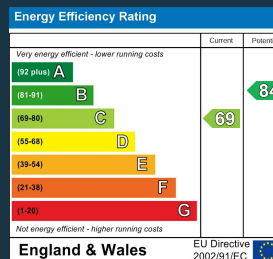 Energy Efficiency Rating
Current Potenti
Very energy efficient - lower running costs
(92 plus) A
(81-91) B
84
(69-80) C
69
(55-68) D
(39-54) E
(21-38) F
(1-20) G
Not energy efficient - higher running costs
England & Wales
EU Directive
2002/91/EC